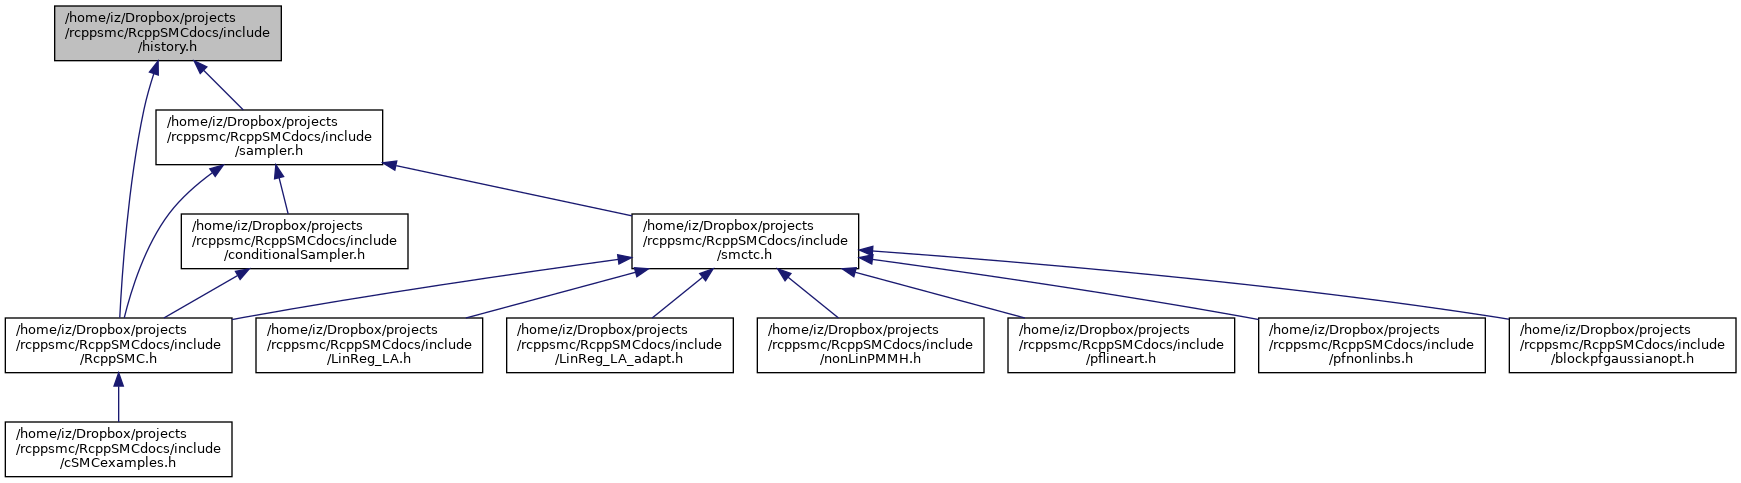 /home/iz/Dropbox/projects
/rcppsmc/RcppSMCdocs/include
/history.h
/home/iz/Dropbox/projects
/rcppsmc/RcppSMCdocs/include
/sampler.h
/home/iz/Dropbox/projects
/rcppsmc/RcppSMCdocs/include
/conditionalSampler.h
/home/iz/Dropbox/projects
/rcppsmc/RcppSMCdocs/include
/smctc.h
/home/iz/Dropbox/projects
/rcppsmc/RcppSMCdocs/include
/RcppSMC.h
/home/iz/Dropbox/projects
/rcppsmc/RcppSMCdocs/include
/LinReg_LA.h
/home/iz/Dropbox/projects
/rcppsmc/RcppSMCdocs/include
/LinReg_LA_adapt.h
/home/iz/Dropbox/projects
/rcppsmc/RcppSMCdocs/include
/nonLinPMMH.h
/home/iz/Dropbox/projects
/rcppsmc/RcppSMCdocs/include
/pflineart.h
/home/iz/Dropbox/projects
/rcppsmc/RcppSMCdocs/include
/pfnonlinbs.h
/home/iz/Dropbox/projects
/rcppsmc/RcppSMCdocs/include
/blockpfgaussianopt.h
/home/iz/Dropbox/projects
/rcppsmc/RcppSMCdocs/include
/cSMCexamples.h